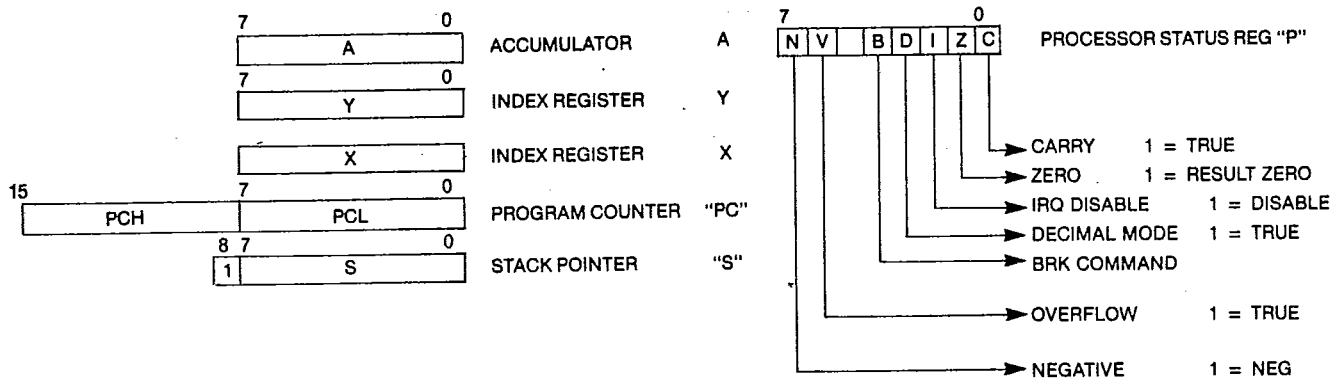 7 0
A ACCUMULATOR A
7 0
Y INDEX REGISTER Y
X INDEX REGISTER X
15 7 0
PCH PCL PROGRAM COUNTER "PC"
8 7 0
1 S STACK POINTER "S"
7 0
N V B D I Z C PROCESSOR STATUS REG "P"
CARRY 1 = TRUE
ZERO 1 = RESULT ZERO
IRQ DISABLE 1 = DISABLE
DECIMAL MODE 1 = TRUE
BRK COMMAND
OVERFLOW 1 = TRUE
NEGATIVE 1 = NEG